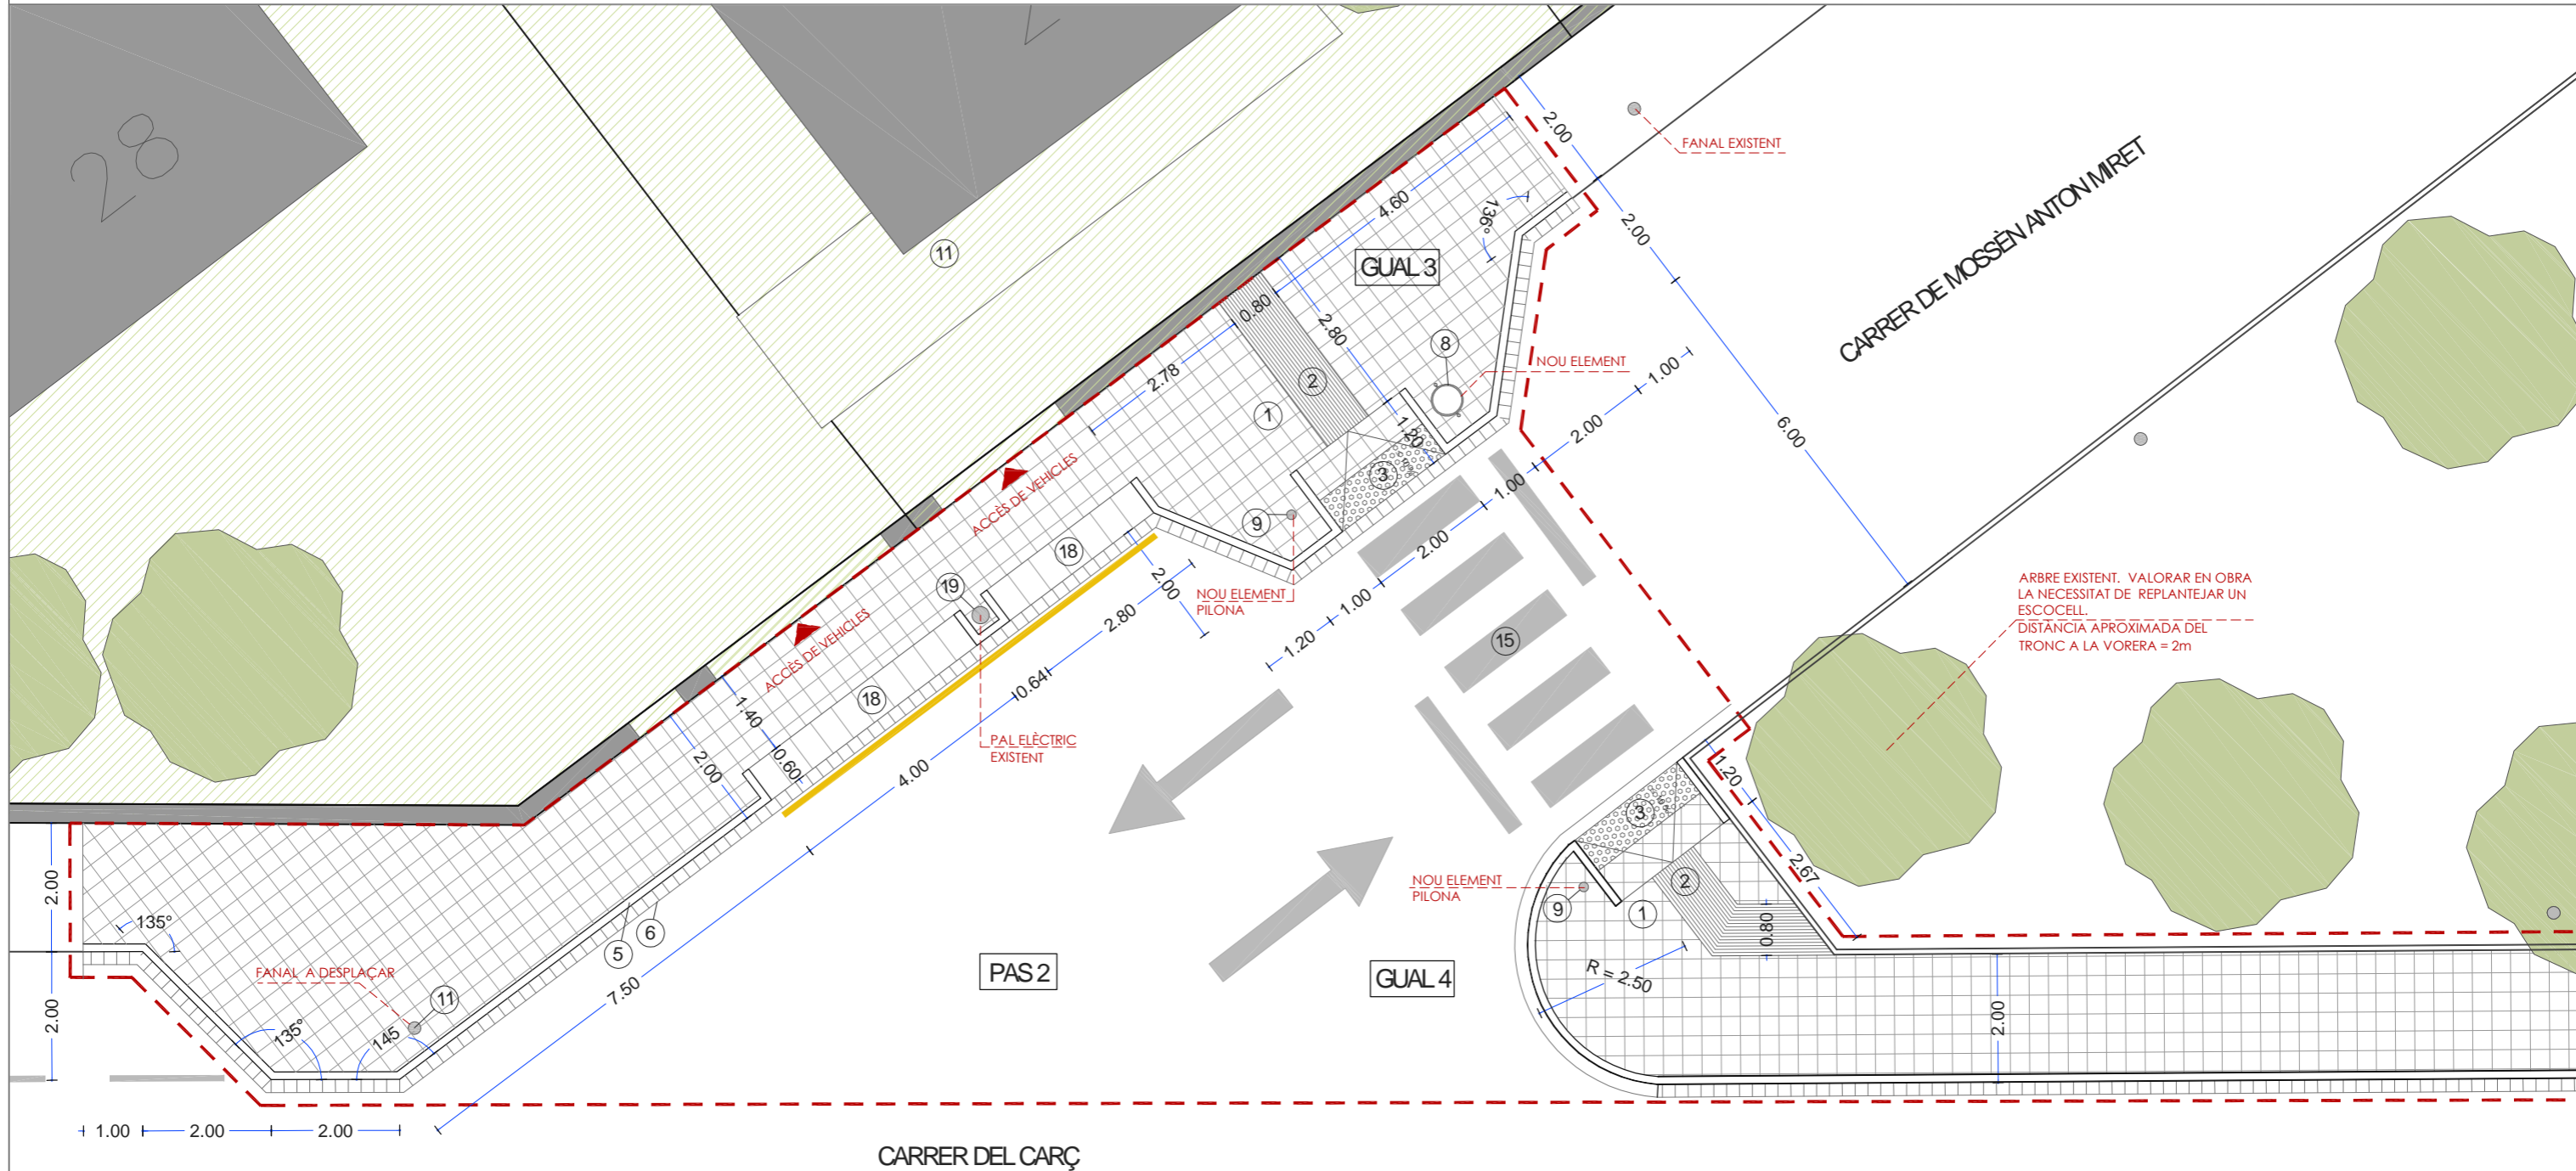 28
11
2.00
FANAL EXISTENT
4.60
136°
2.00
CARRER DE MOSSÈN ANTON MIRET
GUAL 3
0.80
2.80
8
NOU ELEMENT
2.78
2
1
1.20
3
1.00
2.00
6.00
ACCÈS DE VEHICLES
18
9
1.00
2.00
2.00
19
NOU ELEMENT
PILONA
1.00
1.20
2.80
15
ARBRE EXISTENT. VALORAR EN OBRA
LA NECESSITAT DE REPLANTEJAR UN
ESCOCELL.
DISTÀNCIA APROXIMADA DEL
TRONC A LA VORERA = 2m
ACCÈS DE VEHICLES
18
1.40
0.60
2.00
0.64
PAL ELÈCTRIC
EXISTENT
4.00
1.20
3
2.67
2.00
135°
NOU ELEMENT
PILONA
9
1
2
0.80
5
6
FANAL A DESPLAÇAR
11
7.50
PAS 2
GUAL 4
R = 2.50
2.00
2.00
135°
145
1.00
2.00
2.00
CARRER DEL CARÇ